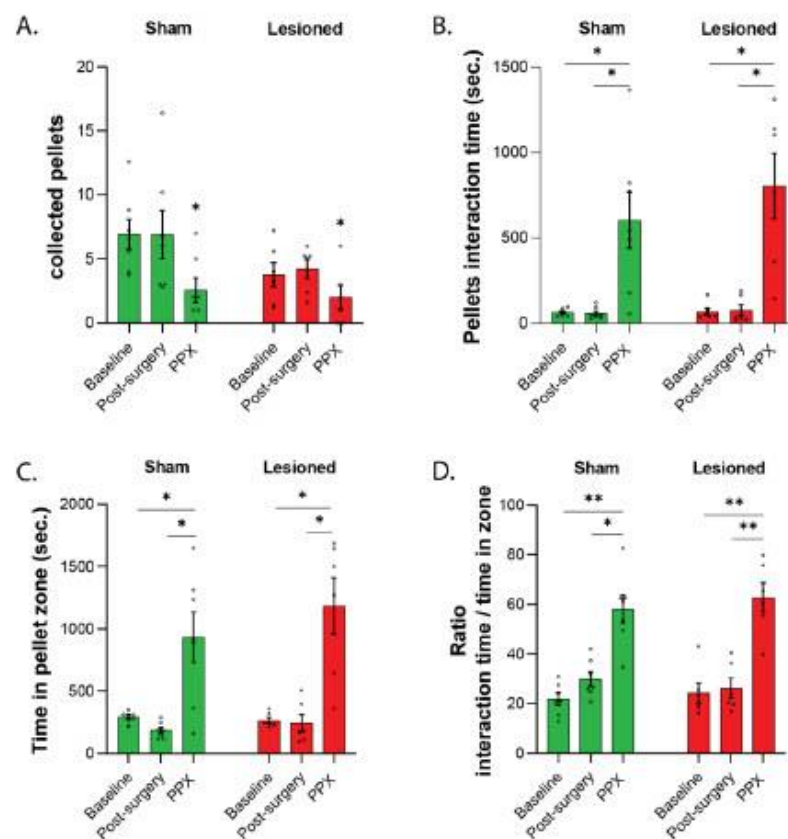 A.
Sham Lesioned
collected pellets
20
15
10
5
0
*
*
Baseline
Post-surgery
PPX
Baseline
Post-surgery
PPX
B.
Sham Lesioned
Pellets interaction time (sec.)
1500
1000
500
0
*
*
*
*
Baseline
Post-surgery
PPX
Baseline
Post-surgery
PPX
C.
Sham Lesioned
Time in pellet zone (sec.)
2000
1500
1000
500
0
*
*
*
*
Baseline
Post-surgery
PPX
Baseline
Post-surgery
PPX
D.
Sham Lesioned
Ratio
interaction time / time in zone
100
80
60
40
20
0
**
*
**
**
Baseline
Post-surgery
PPX
Baseline
Post-surgery
PPX